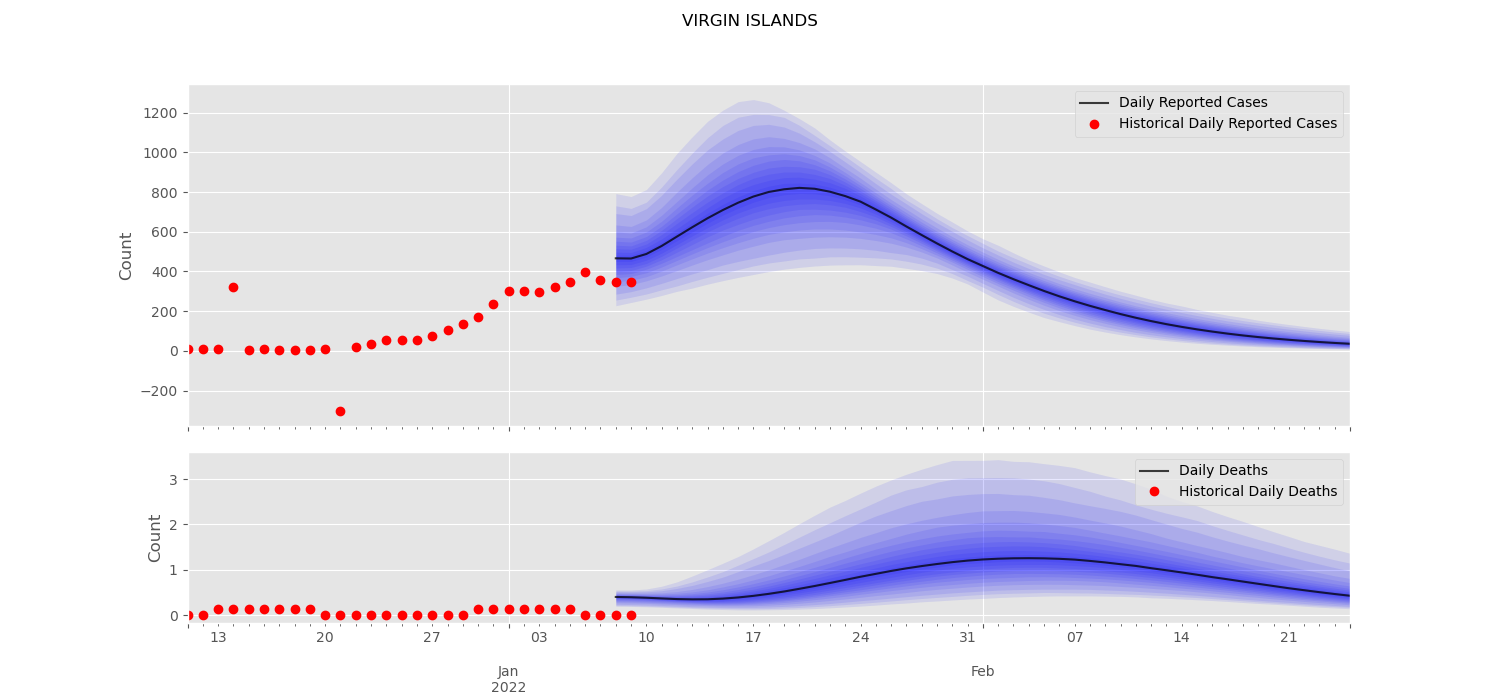 VIRGIN ISLANDS
Count
1200
1000
800
600
400
200
0
−200
Daily Reported Cases
Historical Daily Reported Cases
Count
3
2
1
0
Daily Deaths
Historical Daily Deaths
13 20 27 03 10 17 24 31 07 14 21
Jan Feb
2022